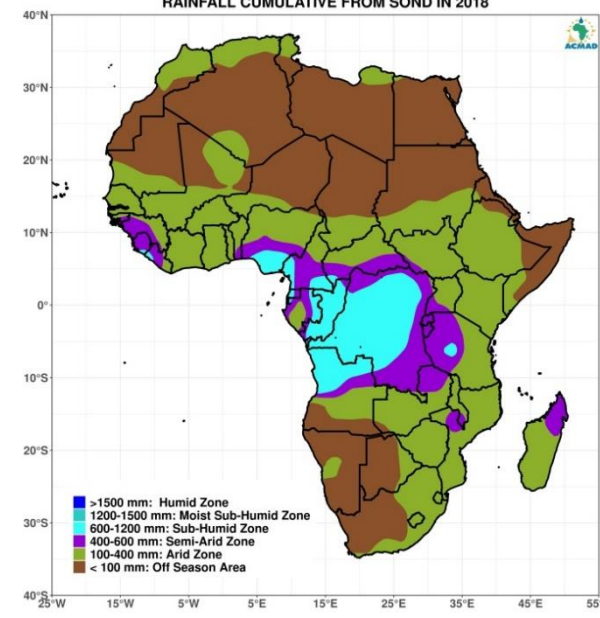 RAINFALL CUMULATIVE FROM SOND IN 2018
ACMAD
40°N
30°N
20°N
10°N
0°
10°S
20°S
30°S
40°S
>1500 mm: Humid Zone
1200-1500 mm: Moist Sub-Humid Zone
600-1200 mm: Sub-Humid Zone
400-600 mm: Semi-Arid Zone
100-400 mm: Arid Zone
< 100 mm: Off Season Area
25°W 15°W 5°W 5°E 15°E 25°E 35°E 45°E 55